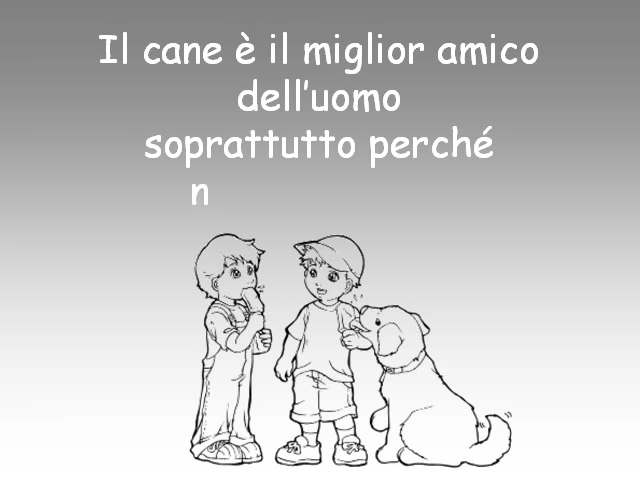 Il cane è il miglior amico
dell'uomo
soprattutto perché
n